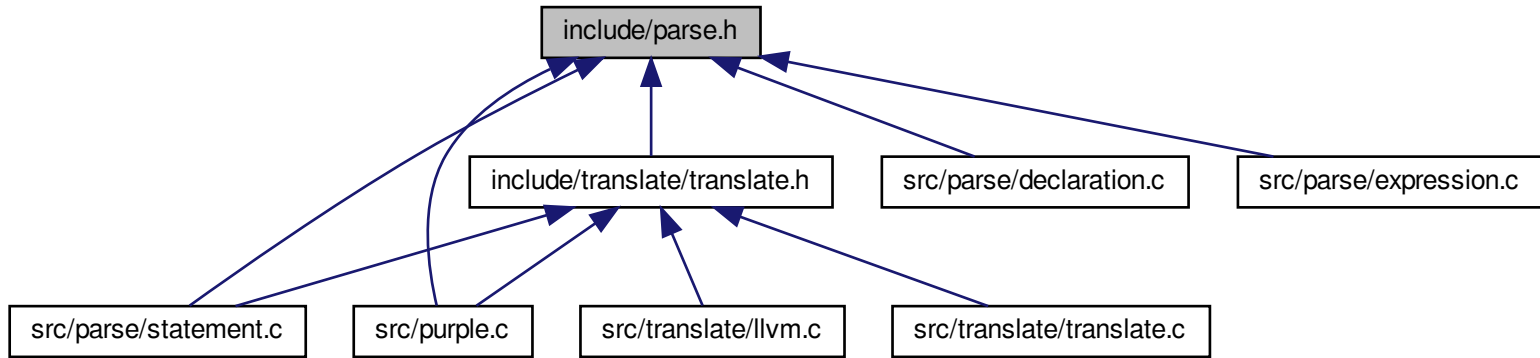 include/parse.h
include/translate/translate.h
src/parse/declaration.c
src/parse/expression.c
src/parse/statement.c
src/purple.c
src/translate/llvm.c
src/translate/translate.c